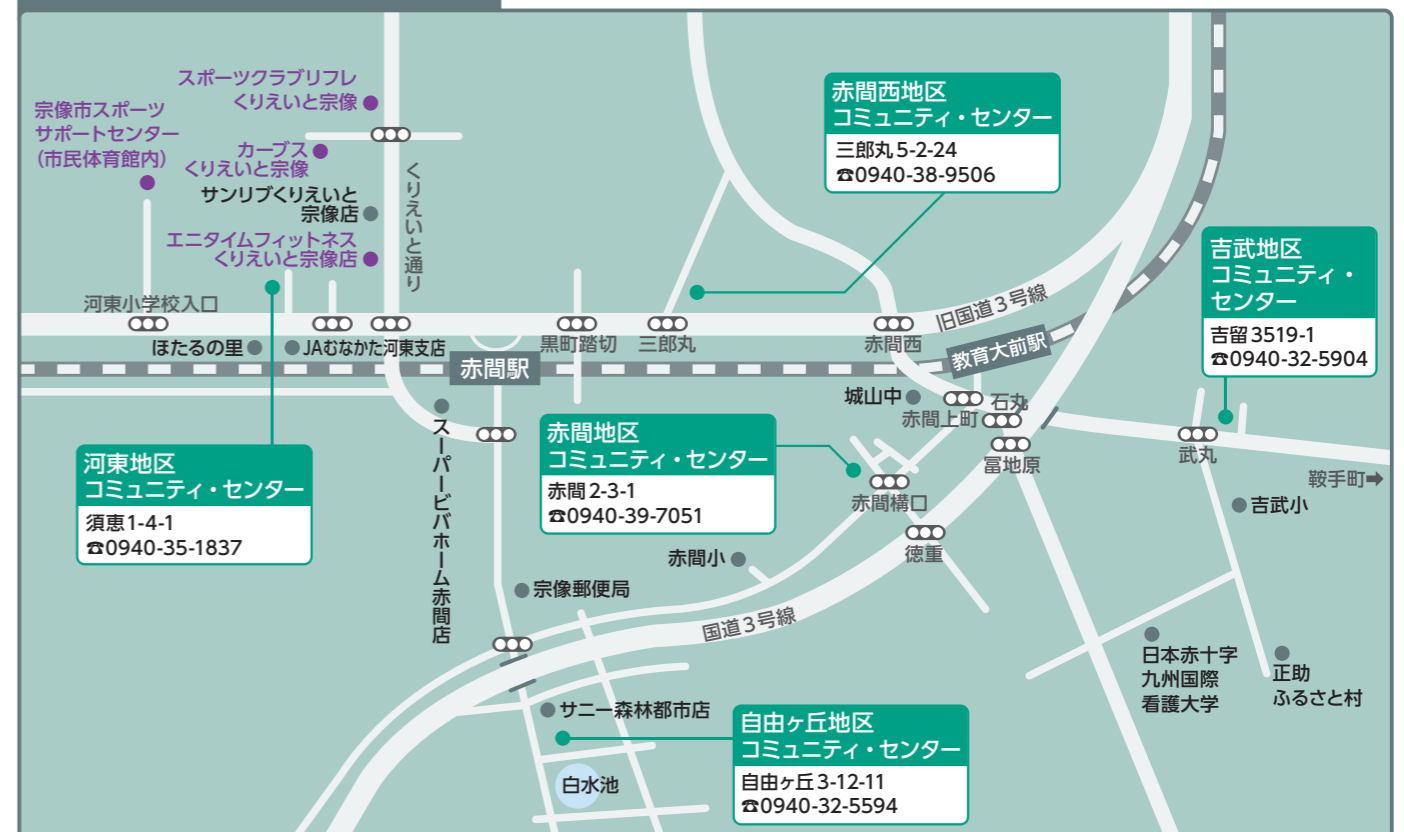 スポーツクラブリフレ
くりえいと宗像
宗像市スポーツ
サポートセンター
(市民体育館内)
カーブス
くりえいと宗像
サンリブくりえいと
宗像店
エニタイムフィットネス
くりえいと宗像店
くりえいと通り
赤間西地区
コミュニティ・センター
三郎丸5-2-24
☎0940-38-9506
吉武地区
コミュニティ・
センター
吉留3519-1
☎0940-32-5904
河東小学校入口
ほたるの里
JAむなかた河東支店
赤間駅
黒町踏切
三郎丸
赤間西
旧国道3号線
教育大前駅
城山中
赤間上町
石丸
冨地原
武丸
鞍手町➡
吉武小
河東地区
コミュニティ・センター
須恵1-4-1
☎0940-35-1837
スーパービバホーム赤間店
赤間地区
コミュニティ・センター
赤間2-3-1
☎0940-39-7051
赤間構口
徳重
赤間小
宗像郵便局
国道3号線
日本赤十字
九州国際
看護大学
正助
ふるさと村
サニー森林都市店
自由ヶ丘地区
コミュニティ・センター
自由ヶ丘3-12-11
☎0940-32-5594
白水池